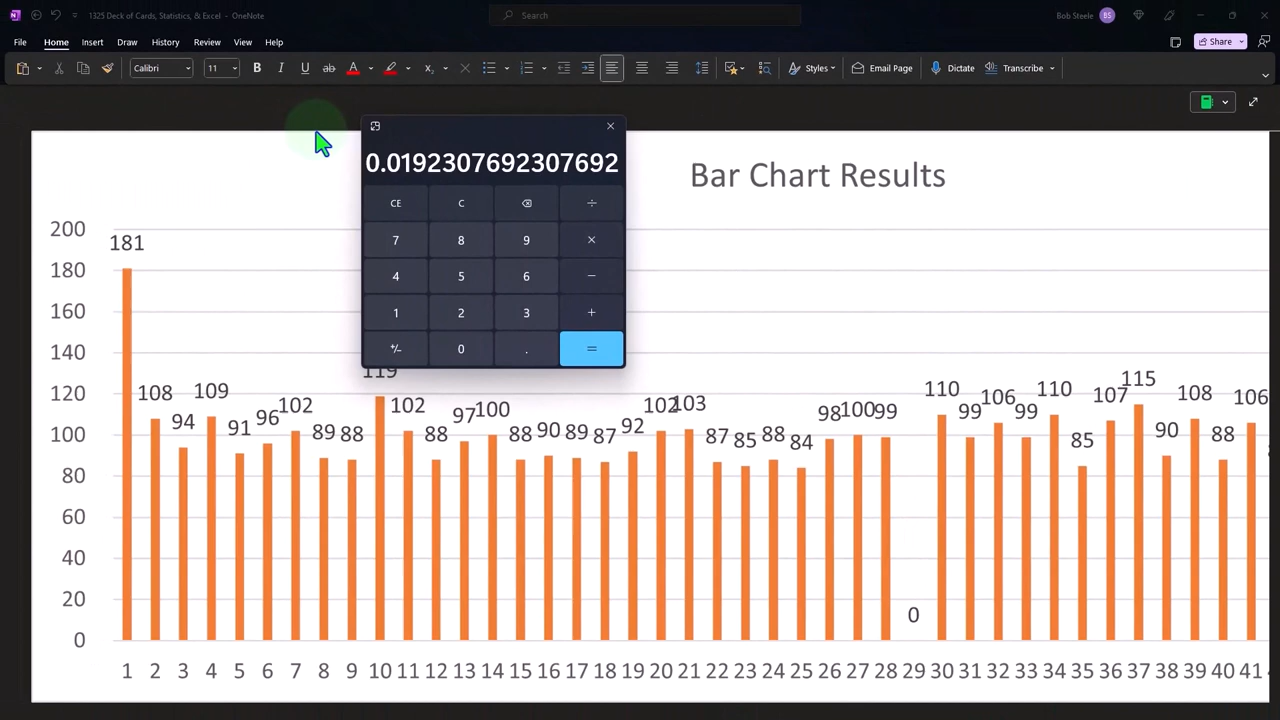 1325 Deck of Cards, Statistics, & Excel - OneNote
Search
Bob Steele BS
File Home Insert Draw History Review View Help
Share
Calibri 11 B I U ab A Styles Email Page Dictate Transcribe
0.0192307692307692
CE C ÷
7 8 9 ×
4 5 6 −
1 2 3 +
+/− 0 . =
Bar Chart Results
200
180
160
140
120
100
80
60
40
20
0
181 108 94 109 91 96 102 89 88 119 102 88 97 100 88 90 89 87 92 102 103 87 85 88 84 98 100 99 0 110 99 106 99 110 85 107 115 90 108 88 106
1 2 3 4 5 6 7 8 9 10 11 12 13 14 15 16 17 18 19 20 21 22 23 24 25 26 27 28 29 30 31 32 33 34 35 36 37 38 39 40 41